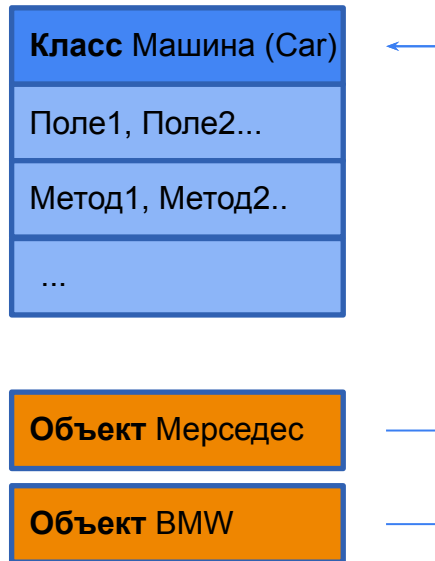 Класс Машина (Car)
Поле1, Поле2...
Метод1, Метод2..
...
Объект Мерседес
Объект BMW